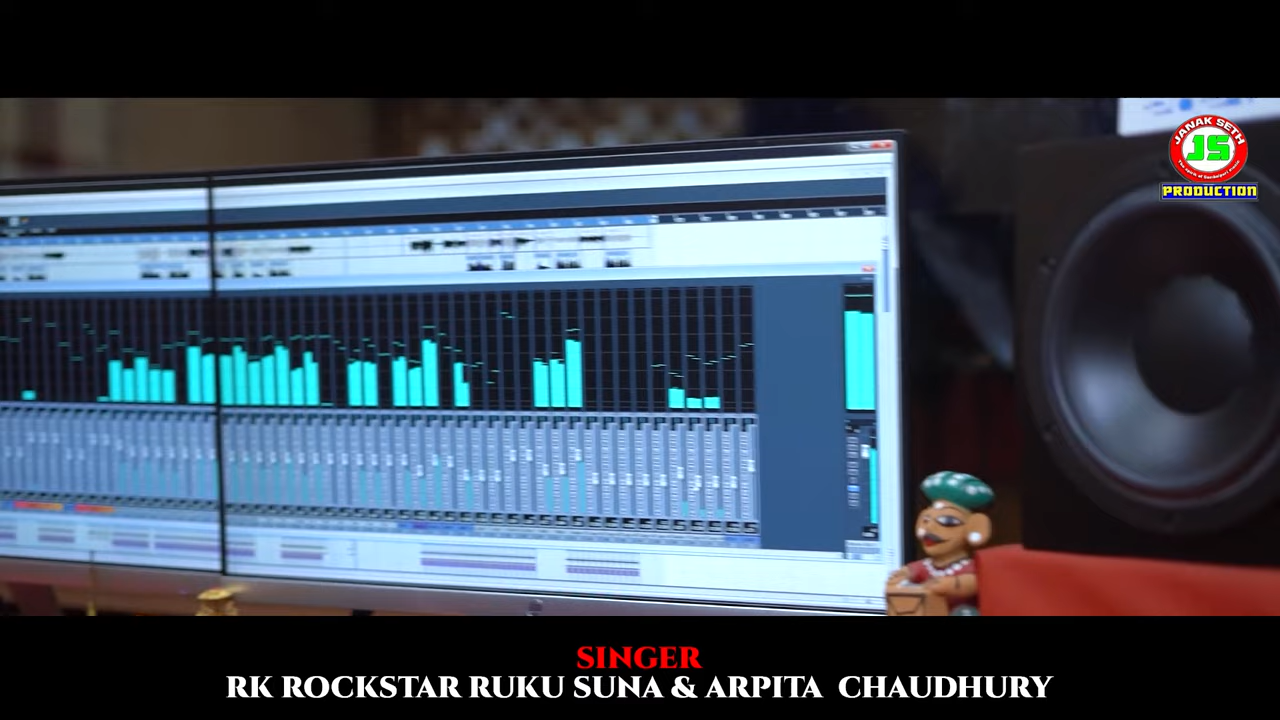 JANAK SETH
JS
PRODUCTION
SINGER
RK ROCKSTAR RUKU SUNA & ARPITA CHAUDHURY